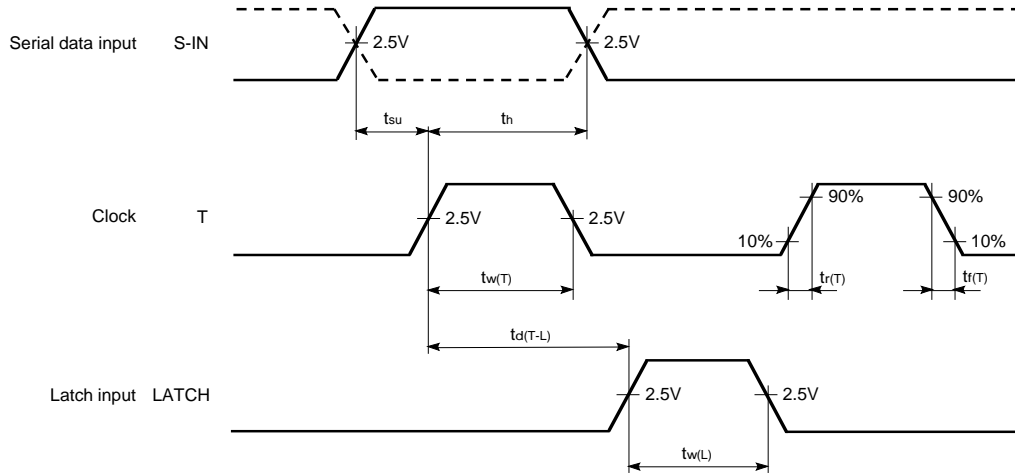 Serial data input S-IN 2.5V 2.5V
tsu th
Clock T 2.5V 2.5V 10% 90% 90% 10%
tw(T) tr(T) tf(T)
td(T-L)
Latch input LATCH 2.5V 2.5V
tw(L)